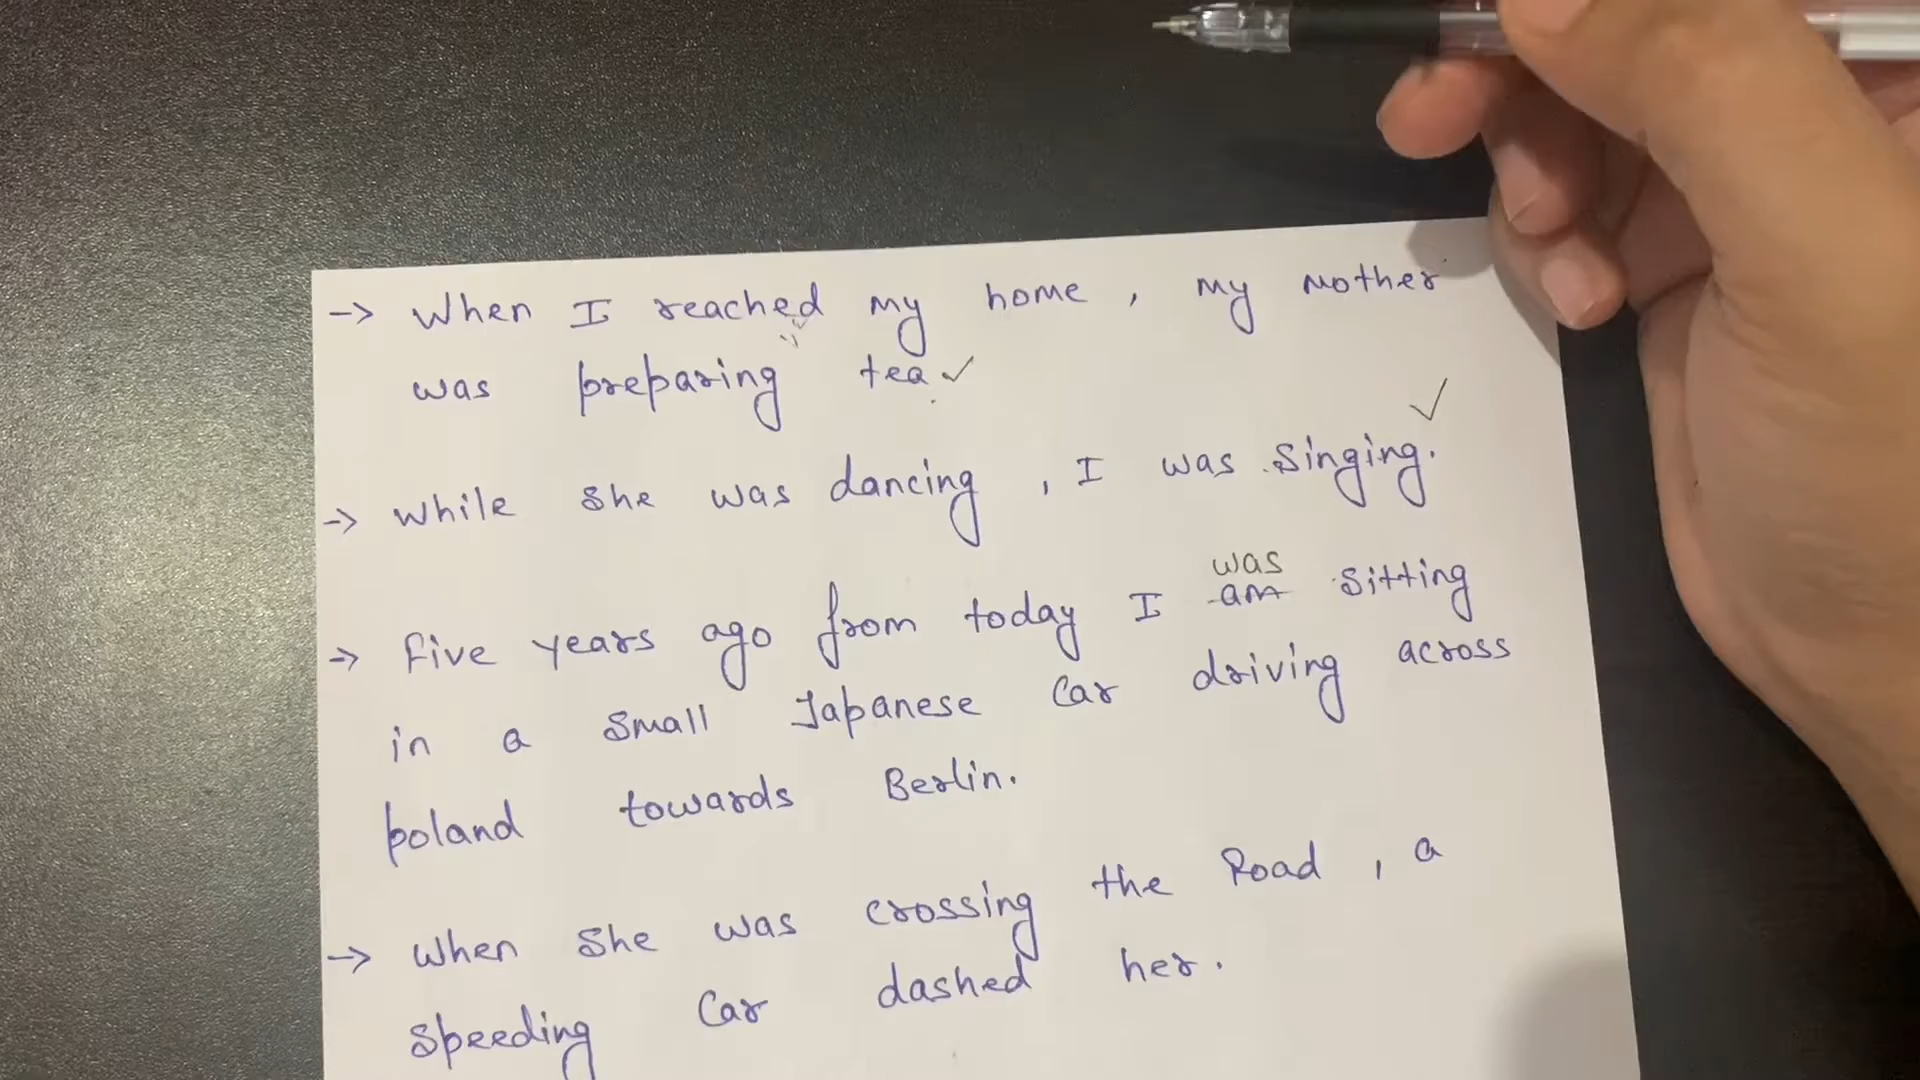 -> When I reached my home , my mother
was preparing tea ✓
-> While she was dancing , I was singing. ✓
was
-> Five years ago from today I am sitting
in a small Japanese Car driving across
poland towards Berlin.
-> When She was crossing the Road , a
speeding Car dashed her.